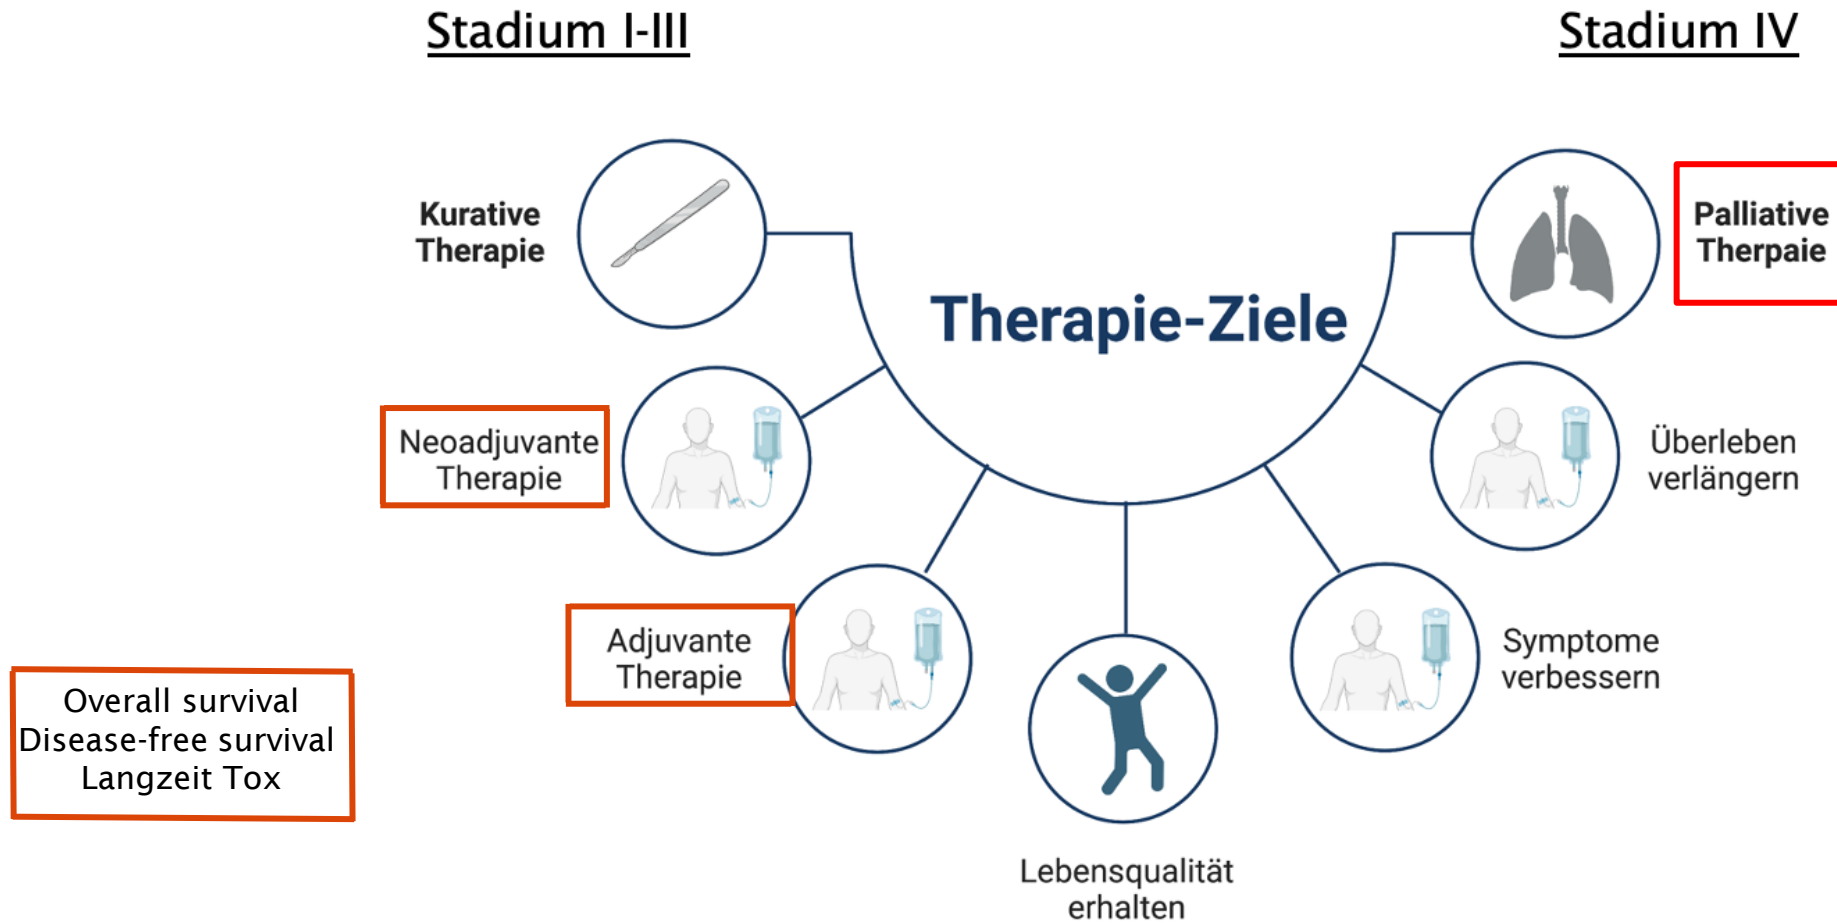 Stadium I-III
Stadium IV
Kurative
Therapie
Palliative
Therpaie
Therapie-Ziele
Neoadjuvante
Therapie
Überleben
verlängern
Adjuvante
Therapie
Symptome
verbessern
Overall survival
Disease-free survival
Langzeit Tox
Lebensqualität
erhalten